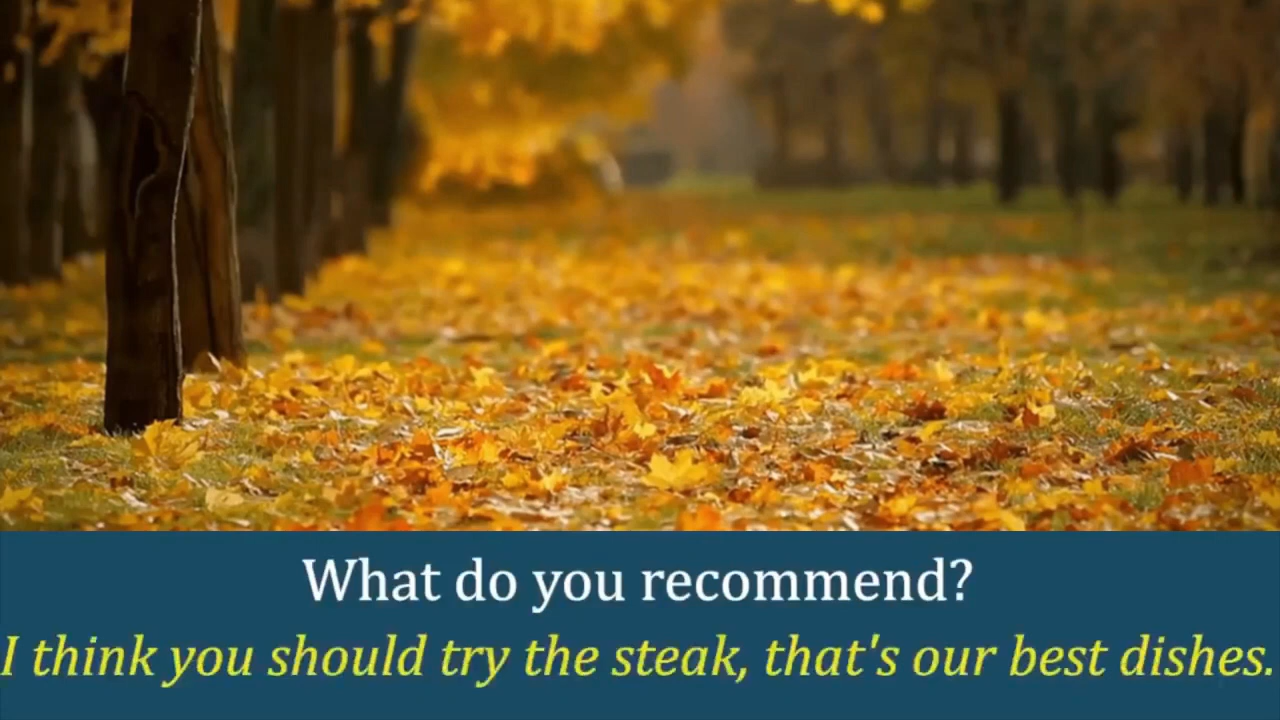 What do you recommend?
I think you should try the steak, that's our best dishes.